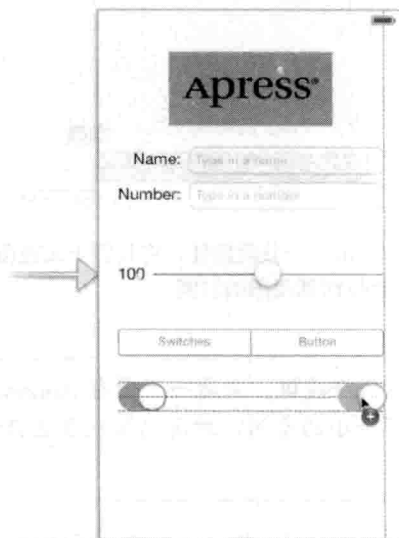 Apress®
Name: Type in a name
Number: Type in a number
100
Switches Button